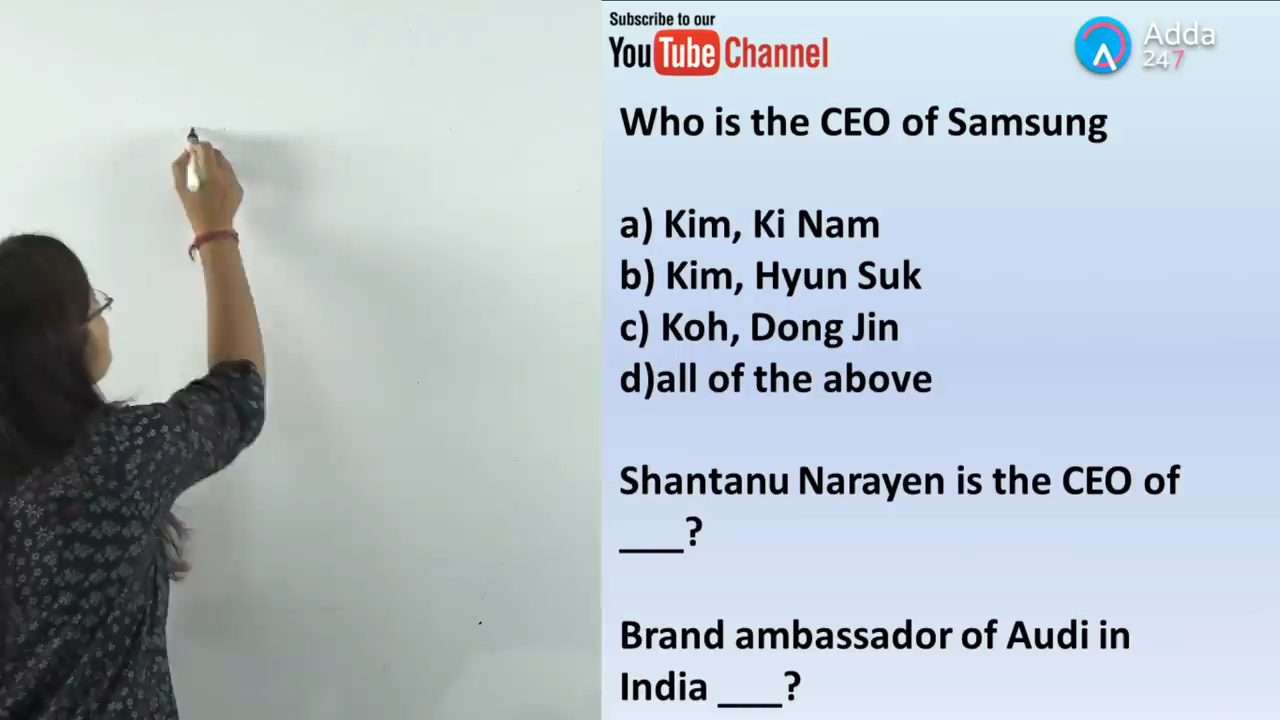 Subscribe to our
YouTube Channel
Adda
247
Who is the CEO of Samsung
a) Kim, Ki Nam
b) Kim, Hyun Suk
c) Koh, Dong Jin
d)all of the above
Shantanu Narayen is the CEO of
___?
Brand ambassador of Audi in
India ___?